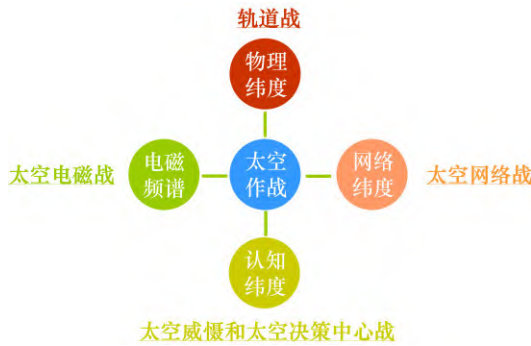 轨道战
物理
纬度
太空电磁战
电磁
频谱
太空
作战
网络
纬度
太空网络战
认知
纬度
太空威慑和太空决策中心战